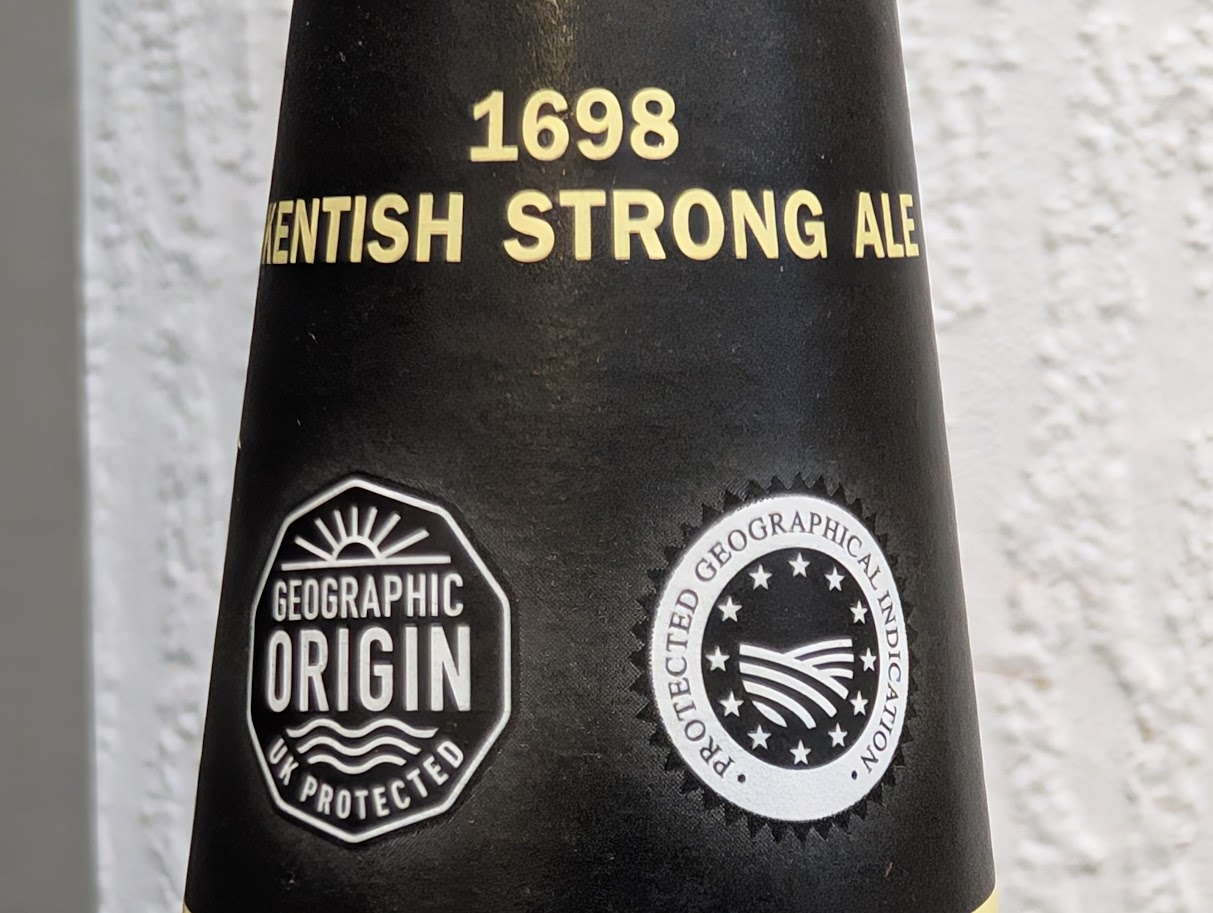 1698
KENTISH STRONG ALE
GEOGRAPHIC
ORIGIN
UK PROTECTED
• PROTECTED GEOGRAPHICAL INDICATION •